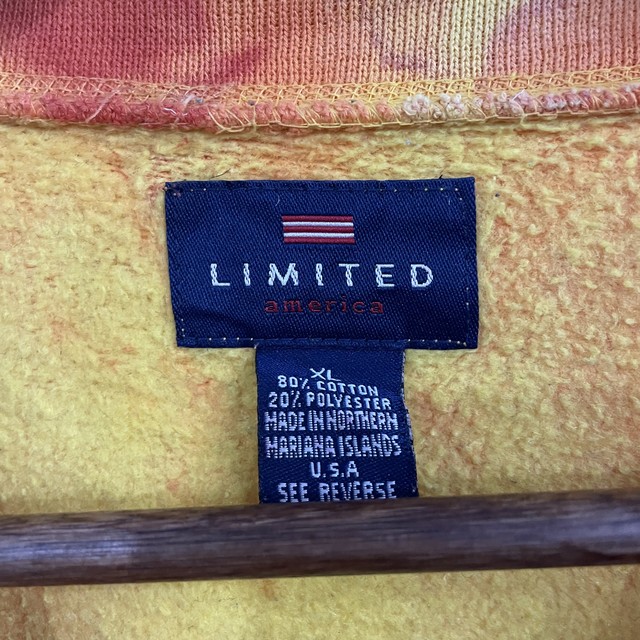 LIMITED
america
XL
80% COTTON
20% POLYESTER
MADE IN NORTHERN
MARIANA ISLANDS
U.S.A
SEE REVERSE